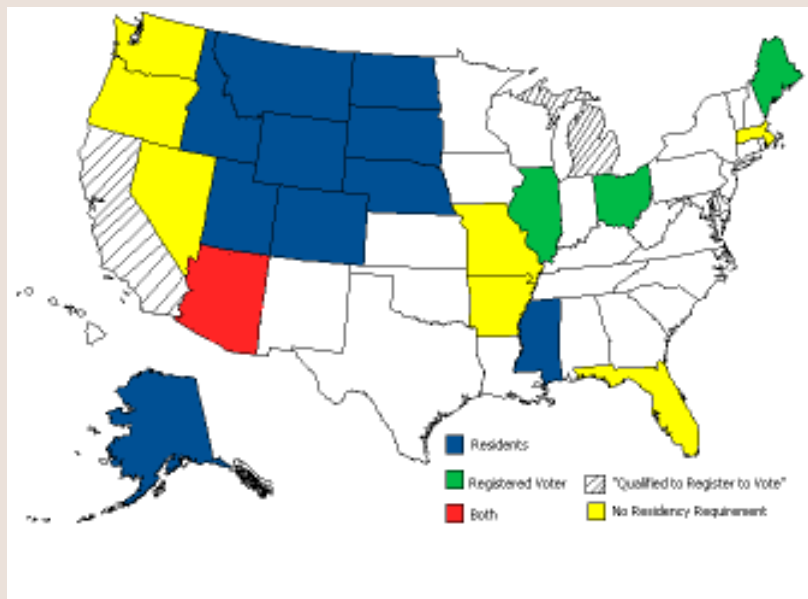 Residents
Registered Voter
"Qualified to Register to Vote"
Both
No Residency Requirement